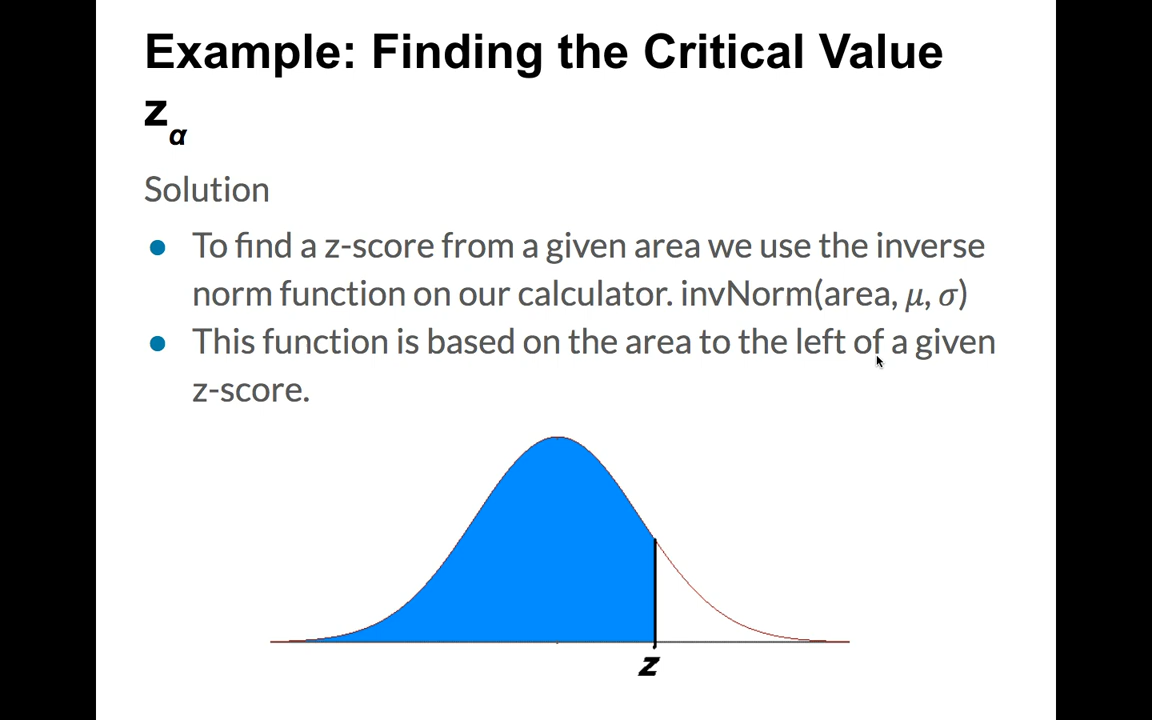 Example: Finding the Critical Value
zα
Solution
● To find a z-score from a given area we use the inverse
norm function on our calculator. invNorm(area, μ, σ)
● This function is based on the area to the left of a given
z-score.
z